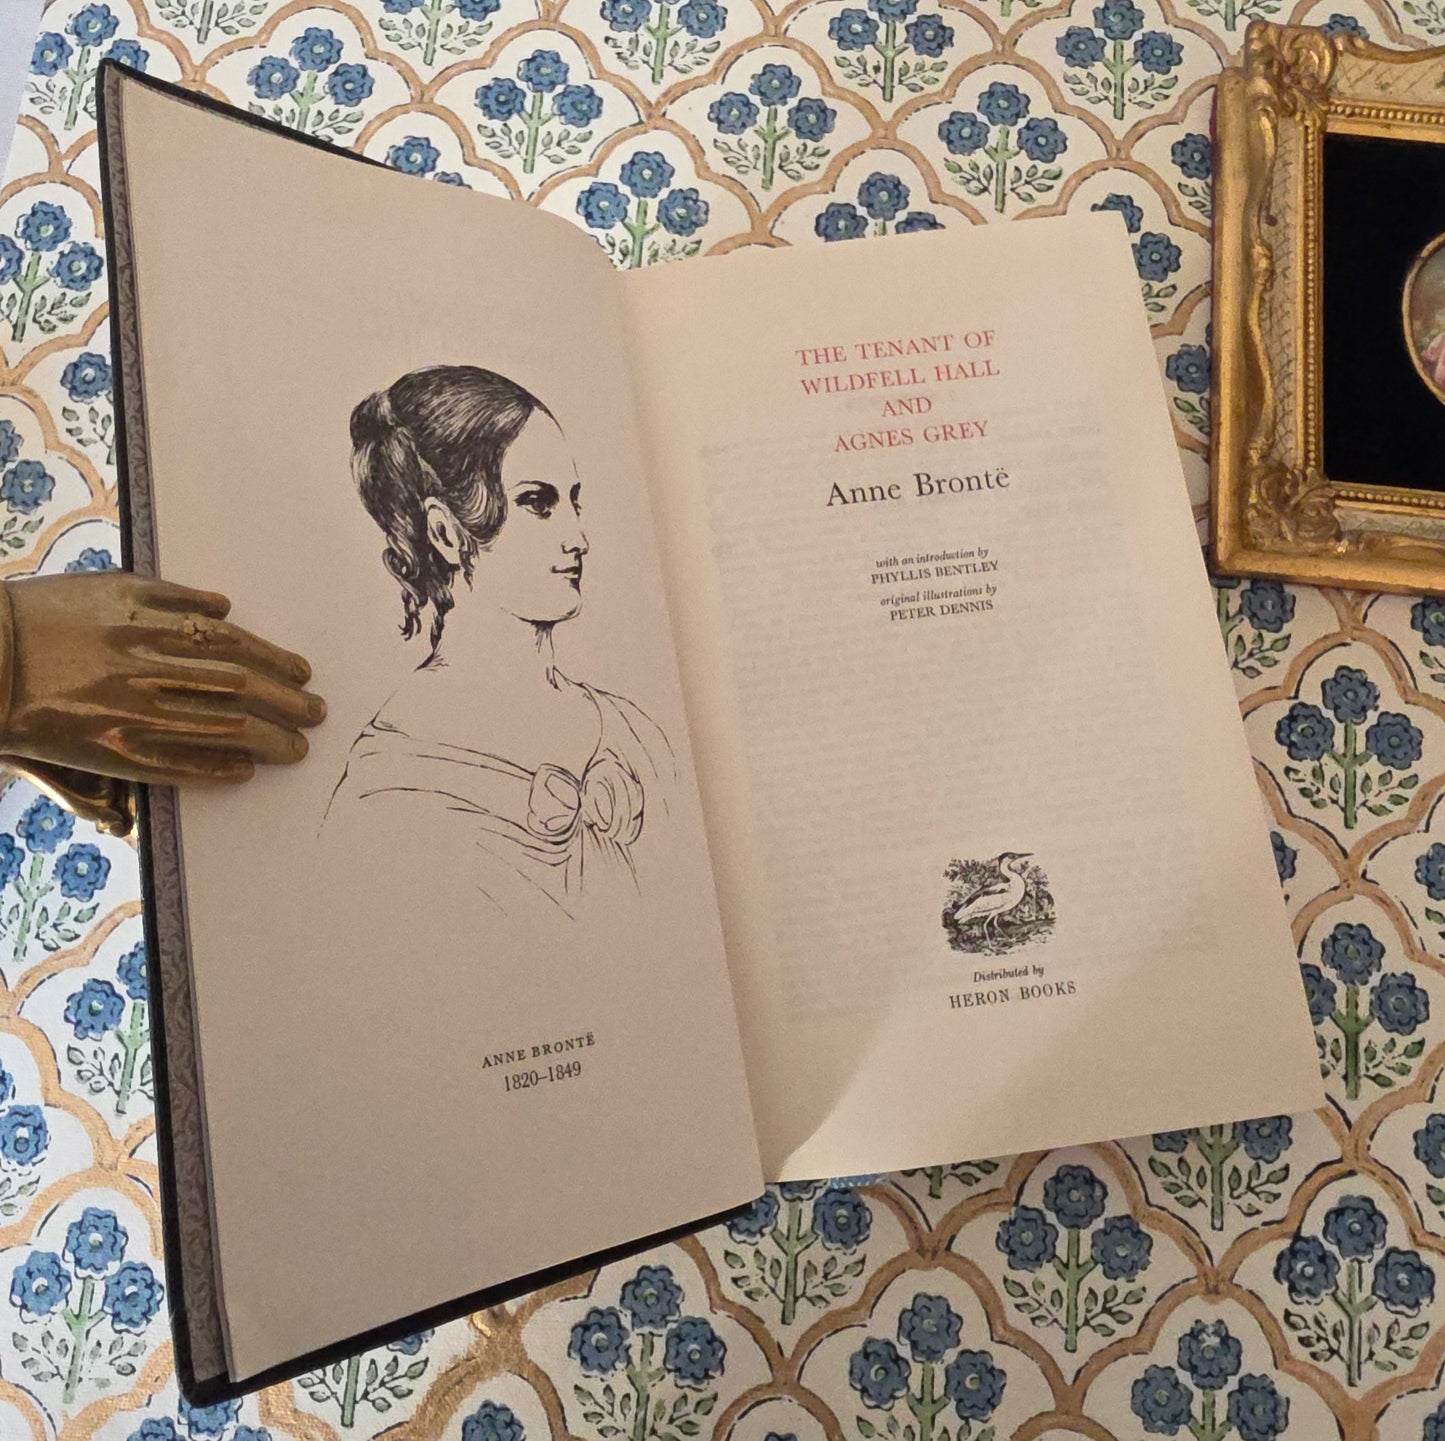 ANNE BRONTË
1820–1849
THE TENANT OF
WILDFELL HALL
AND
AGNES GREY
Anne Brontë
with an introduction by
PHYLLIS BENTLEY
original illustrations by
PETER DENNIS
Distributed by
HERON BOOKS